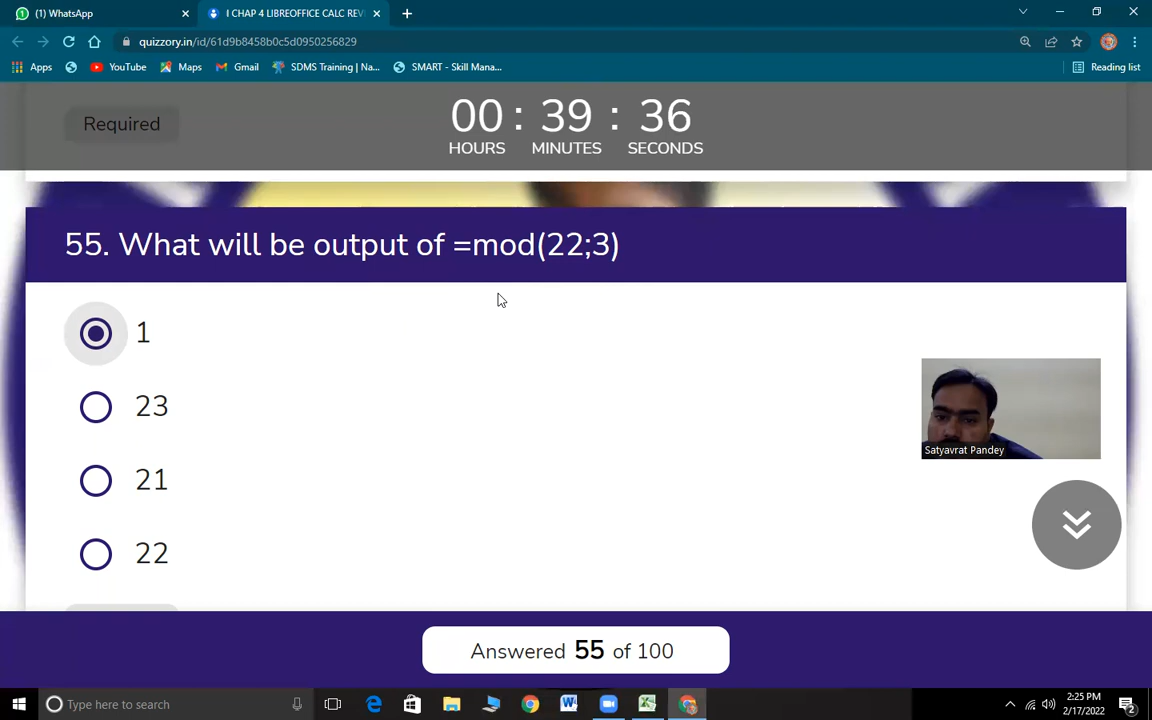 (1) WhatsApp
I CHAP 4 LIBREOFFICE CALC REV
quizzory.in/id/61d9b8458b0c5d0950256829
Apps
YouTube
Maps
Gmail
SDMS Training | Na...
SMART - Skill Mana...
Reading list
Required
00 : 39 : 36
HOURS MINUTES SECONDS
55. What will be output of =mod(22;3)
1
23
21
22
Satyavrat Pandey
Answered 55 of 100
Type here to search
2:25 PM
2/17/2022
2